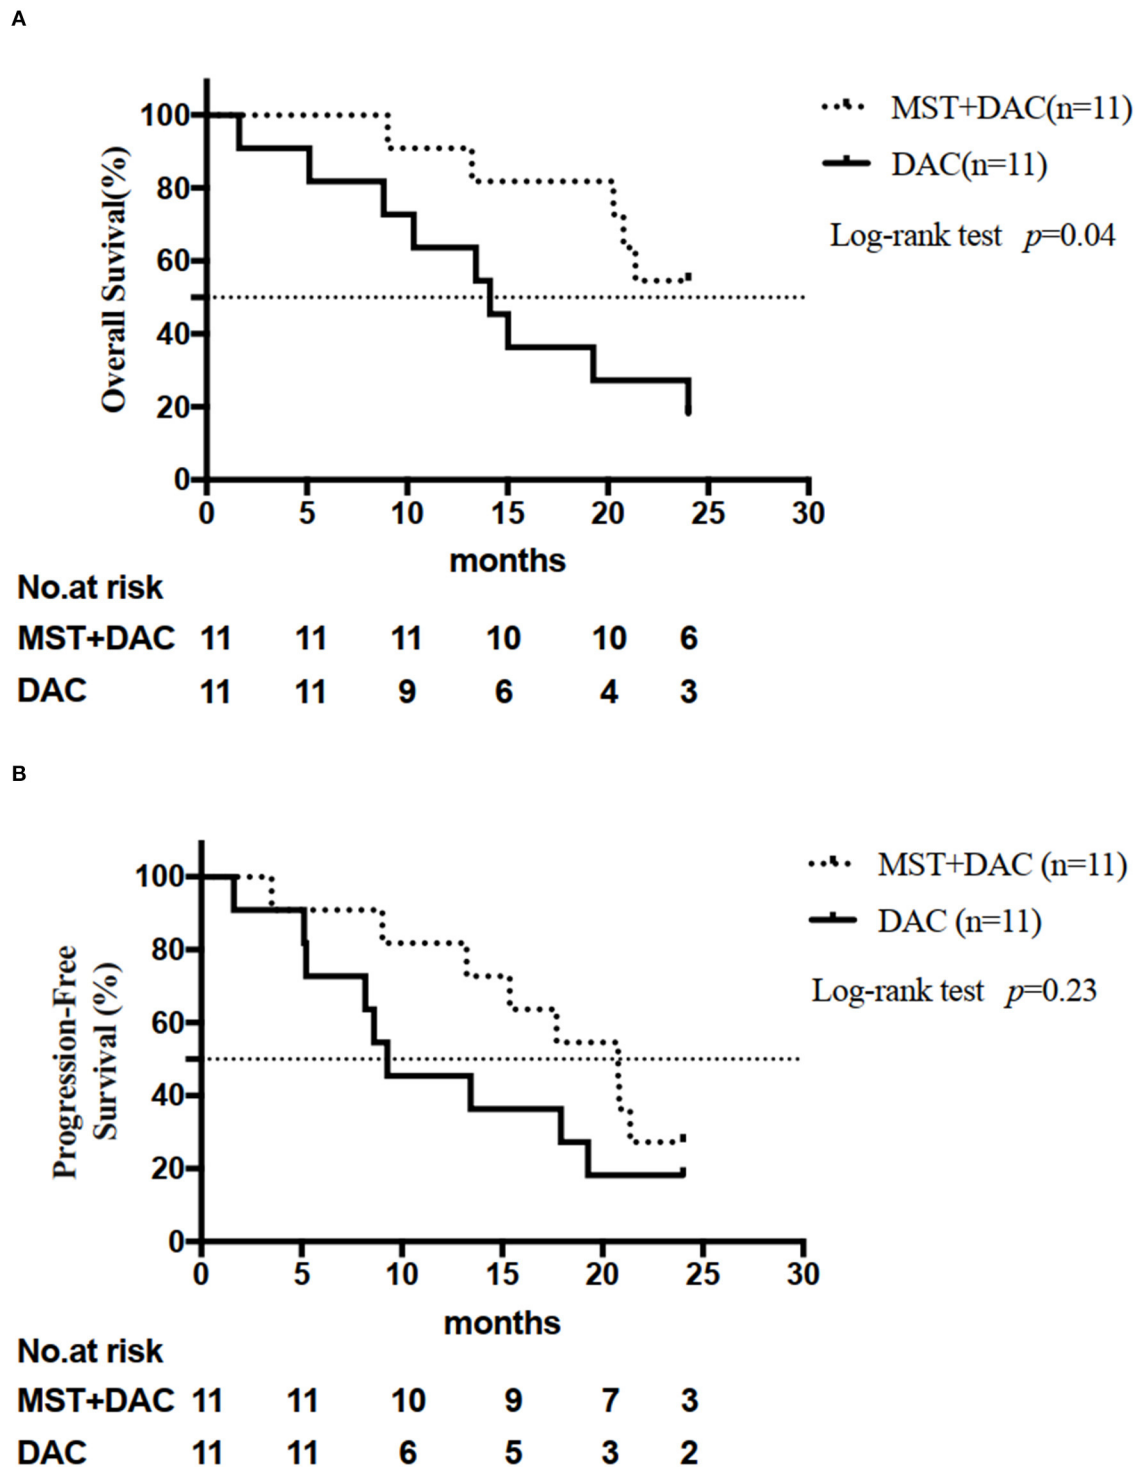 A
100
80
60
40
20
0
Overall Suvival(%)
0 5 10 15 20 25 30
months
MST+DAC(n=11)
DAC(n=11)
Log-rank test p=0.04
No.at risk
MST+DAC 11 11 11 10 10 6
DAC 11 11 9 6 4 3
B
100
80
60
40
20
0
Progression-Free
Survival (%)
0 5 10 15 20 25 30
months
MST+DAC (n=11)
DAC (n=11)
Log-rank test p=0.23
No.at risk
MST+DAC 11 11 10 9 7 3
DAC 11 11 6 5 3 2